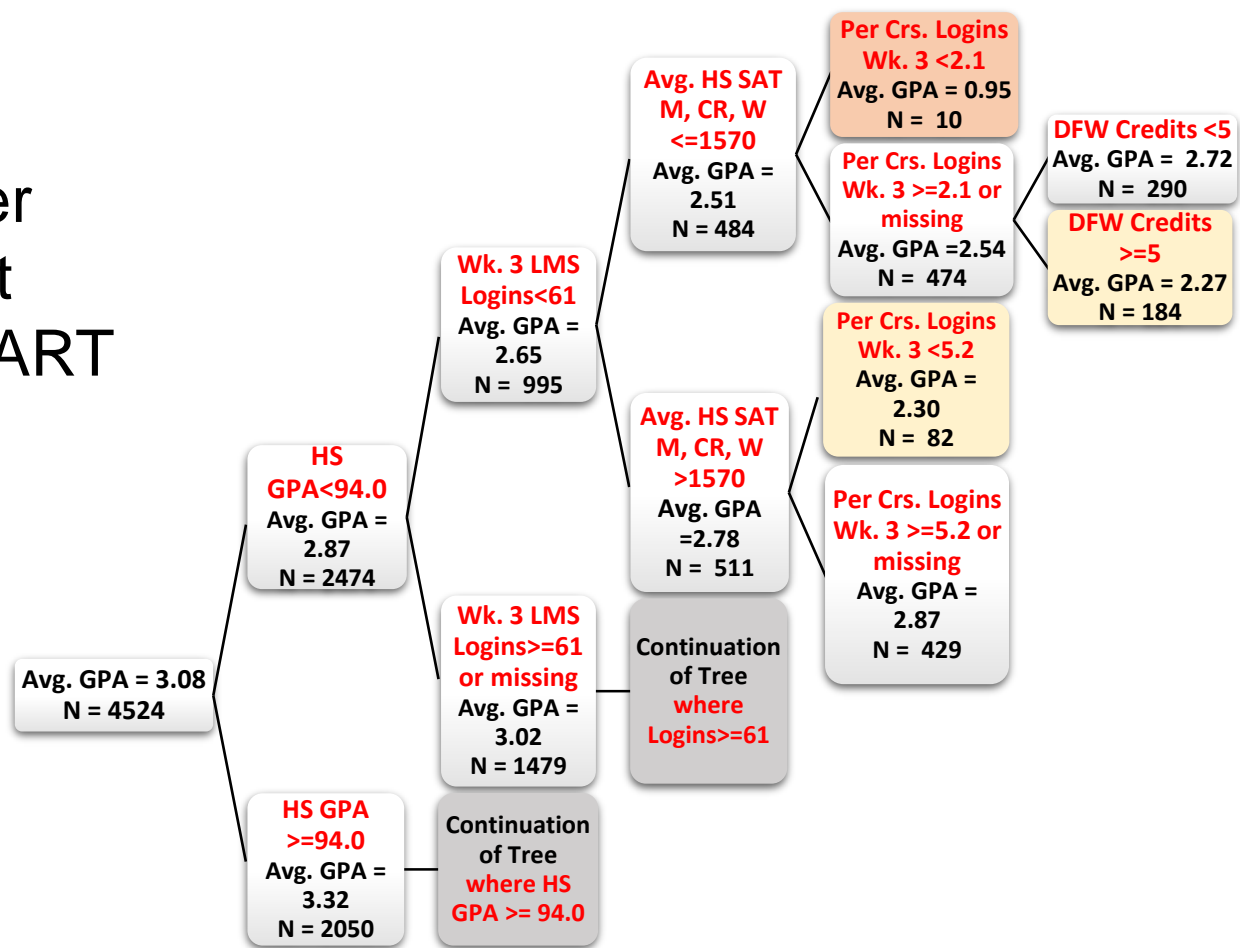 er
t
ART
Avg. GPA = 3.08
N = 4524
HS
GPA<94.0
Avg. GPA =
2.87
N = 2474
HS GPA
>=94.0
Avg. GPA =
3.32
N = 2050
Wk. 3 LMS
Logins<61
Avg. GPA =
2.65
N = 995
Wk. 3 LMS
Logins>=61
or missing
Avg. GPA =
3.02
N = 1479
Continuation
of Tree
where HS
GPA >= 94.0
Avg. HS SAT
M, CR, W
<=1570
Avg. GPA =
2.51
N = 484
Avg. HS SAT
M, CR, W
>1570
Avg. GPA
=2.78
N = 511
Continuation
of Tree
where
Logins>=61
Per Crs. Logins
Wk. 3 <2.1
Avg. GPA = 0.95
N = 10
Per Crs. Logins
Wk. 3 >=2.1 or
missing
Avg. GPA =2.54
N = 474
Per Crs. Logins
Wk. 3 <5.2
Avg. GPA =
2.30
N = 82
Per Crs. Logins
Wk. 3 >=5.2 or
missing
Avg. GPA =
2.87
N = 429
DFW Credits <5
Avg. GPA = 2.72
N = 290
DFW Credits
>=5
Avg. GPA = 2.27
N = 184